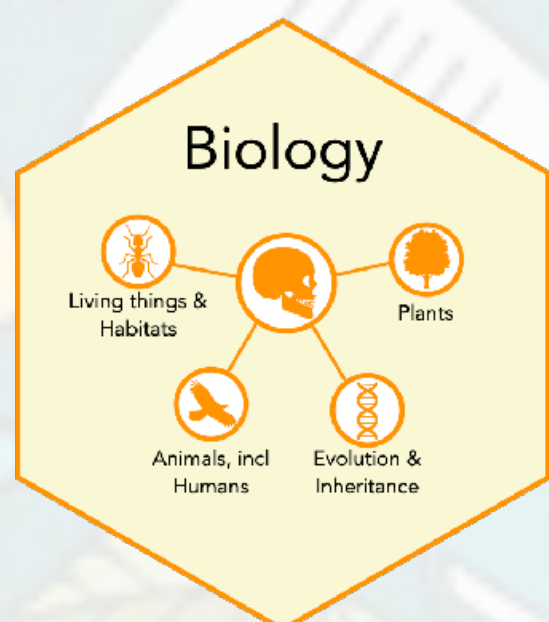 Biology
Living things &
Habitats
Plants
Animals, incl
Humans
Evolution &
Inheritance